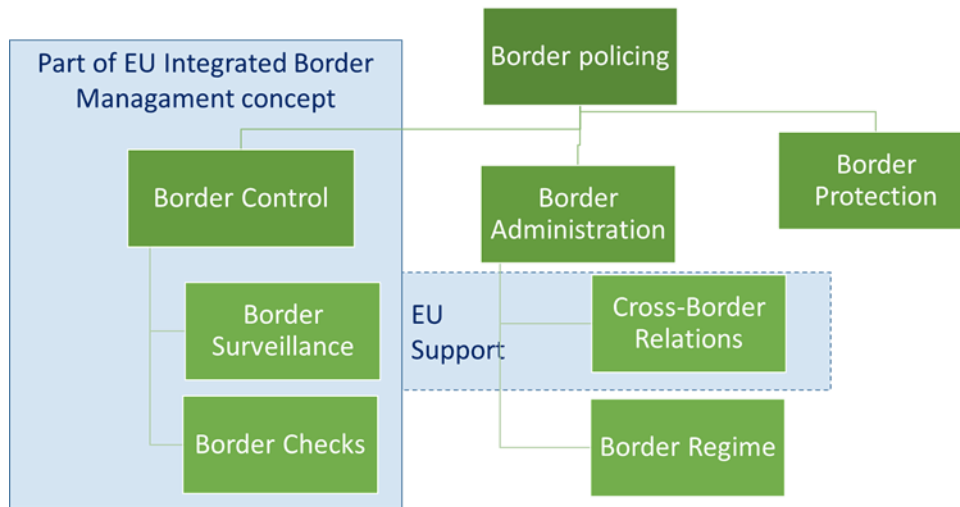 Part of EU Integrated Border
Managament concept
Border policing
Border Control
Border
Administration
Border
Protection
Border
Surveillance
EU
Support
Cross-Border
Relations
Border Checks
Border Regime